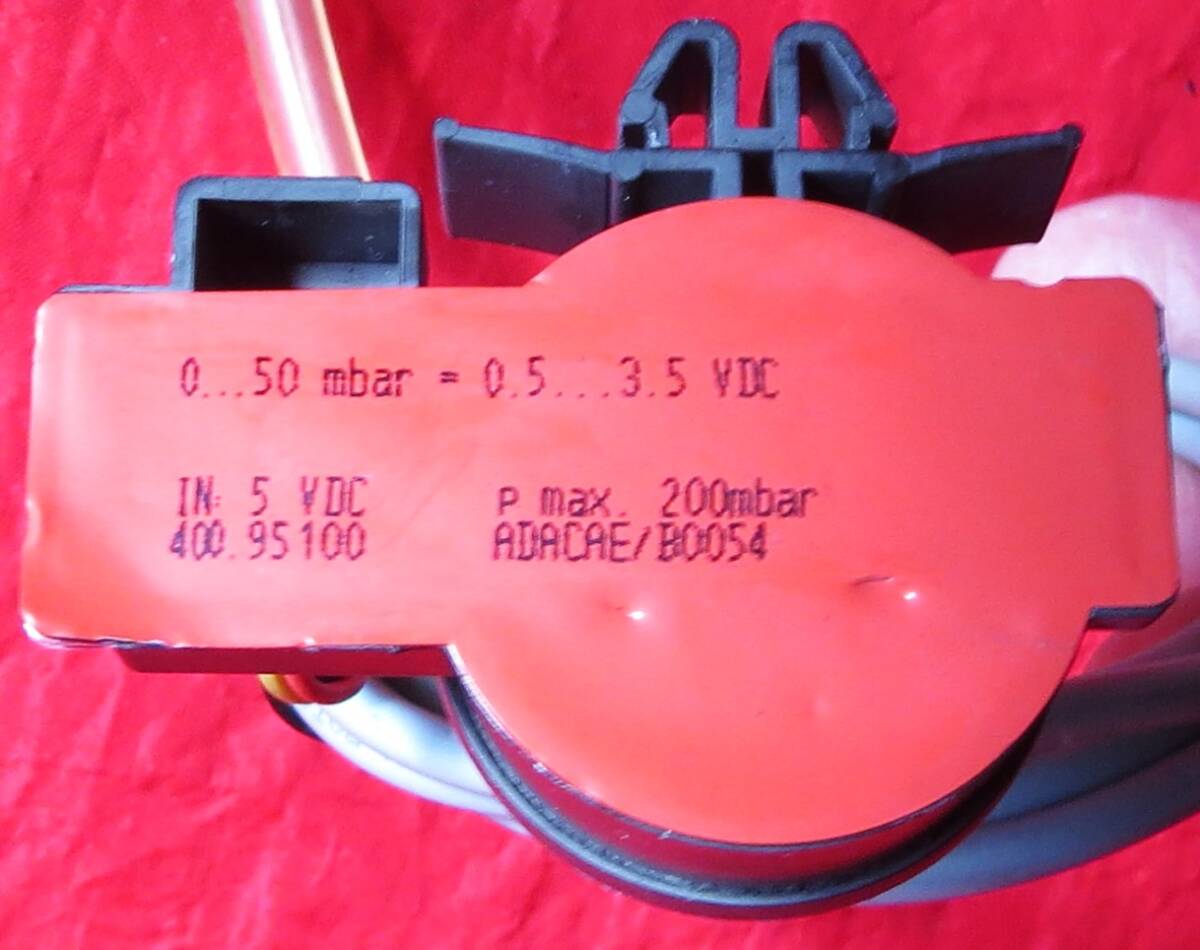 0...50 mbar = 0.5...3.5 VDC
IN: 5 VDC p max. 200mbar
400.95100 ADACAE/B0054